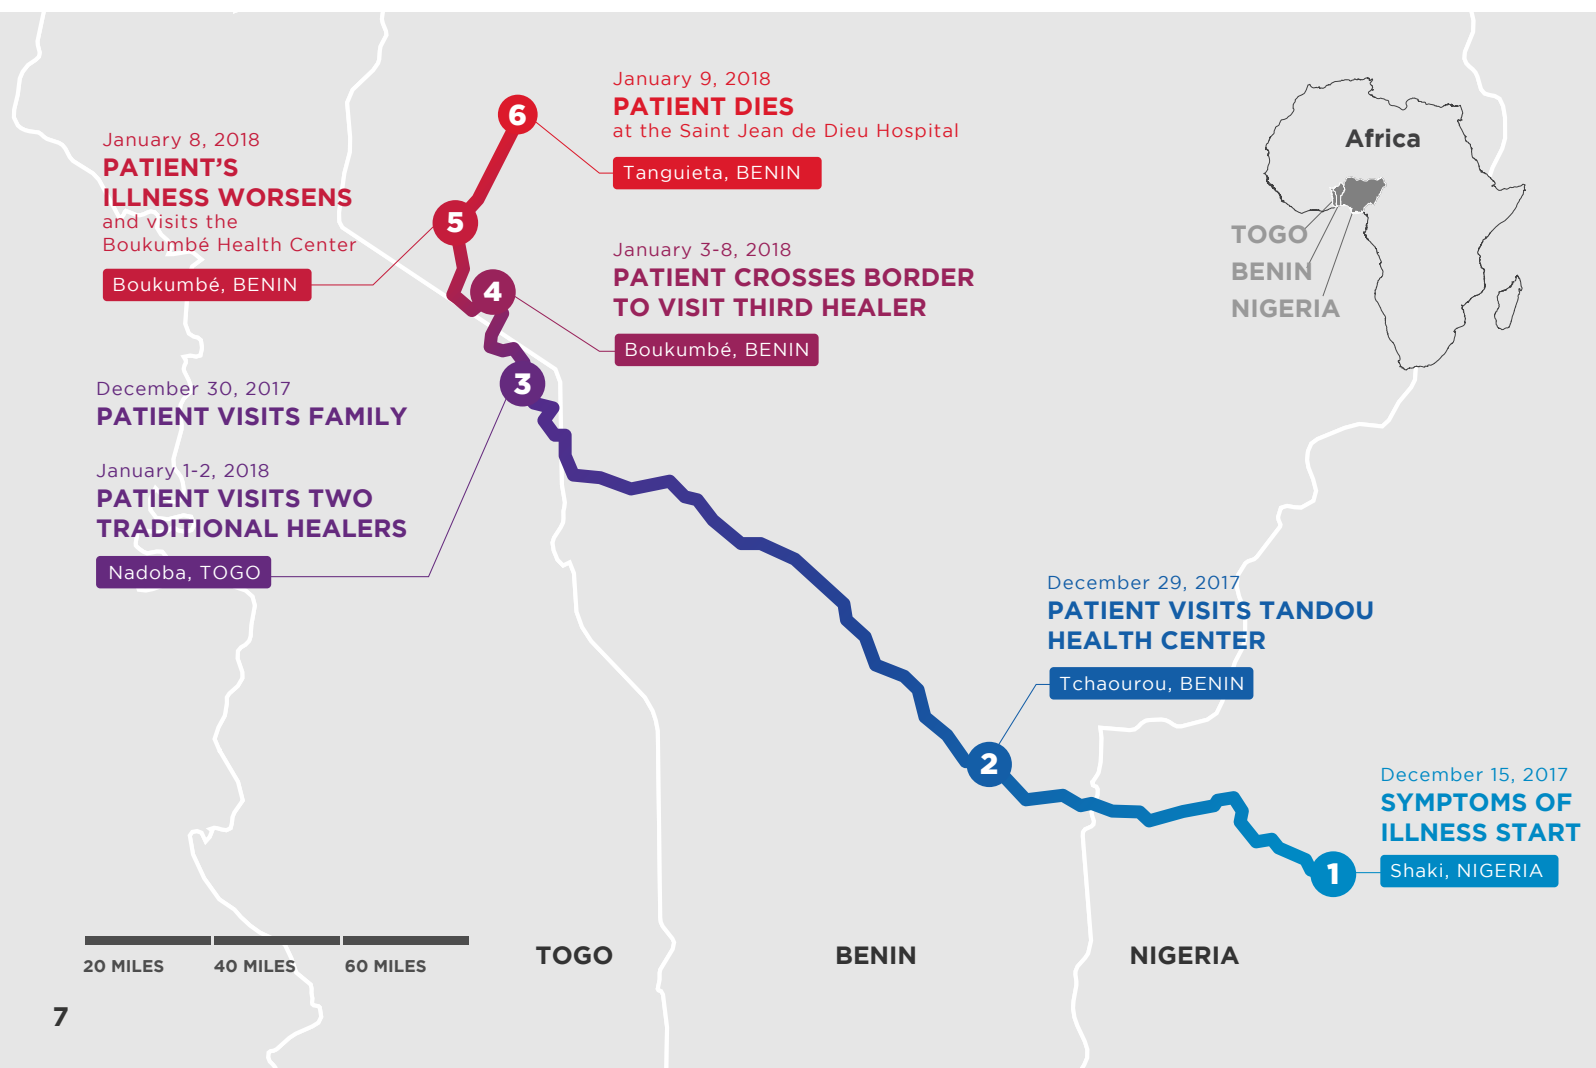 January 9, 2018
PATIENT DIES
at the Saint Jean de Dieu Hospital
Tanguieta, BENIN
6
January 8, 2018
PATIENT’S
ILLNESS WORSENS
and visits the
Boukumbé Health Center
Boukumbé, BENIN
5
January 3-8, 2018
PATIENT CROSSES BORDER
TO VISIT THIRD HEALER
Boukumbé, BENIN
4
Africa
TOGO
BENIN
NIGERIA
December 30, 2017
PATIENT VISITS FAMILY
January 1-2, 2018
PATIENT VISITS TWO
TRADITIONAL HEALERS
Nadoba, TOGO
3
December 29, 2017
PATIENT VISITS TANDOU
HEALTH CENTER
Tchaourou, BENIN
2
December 15, 2017
SYMPTOMS OF
ILLNESS START
Shaki, NIGERIA
1
TOGO
BENIN
NIGERIA
20 MILES
40 MILES
60 MILES
7